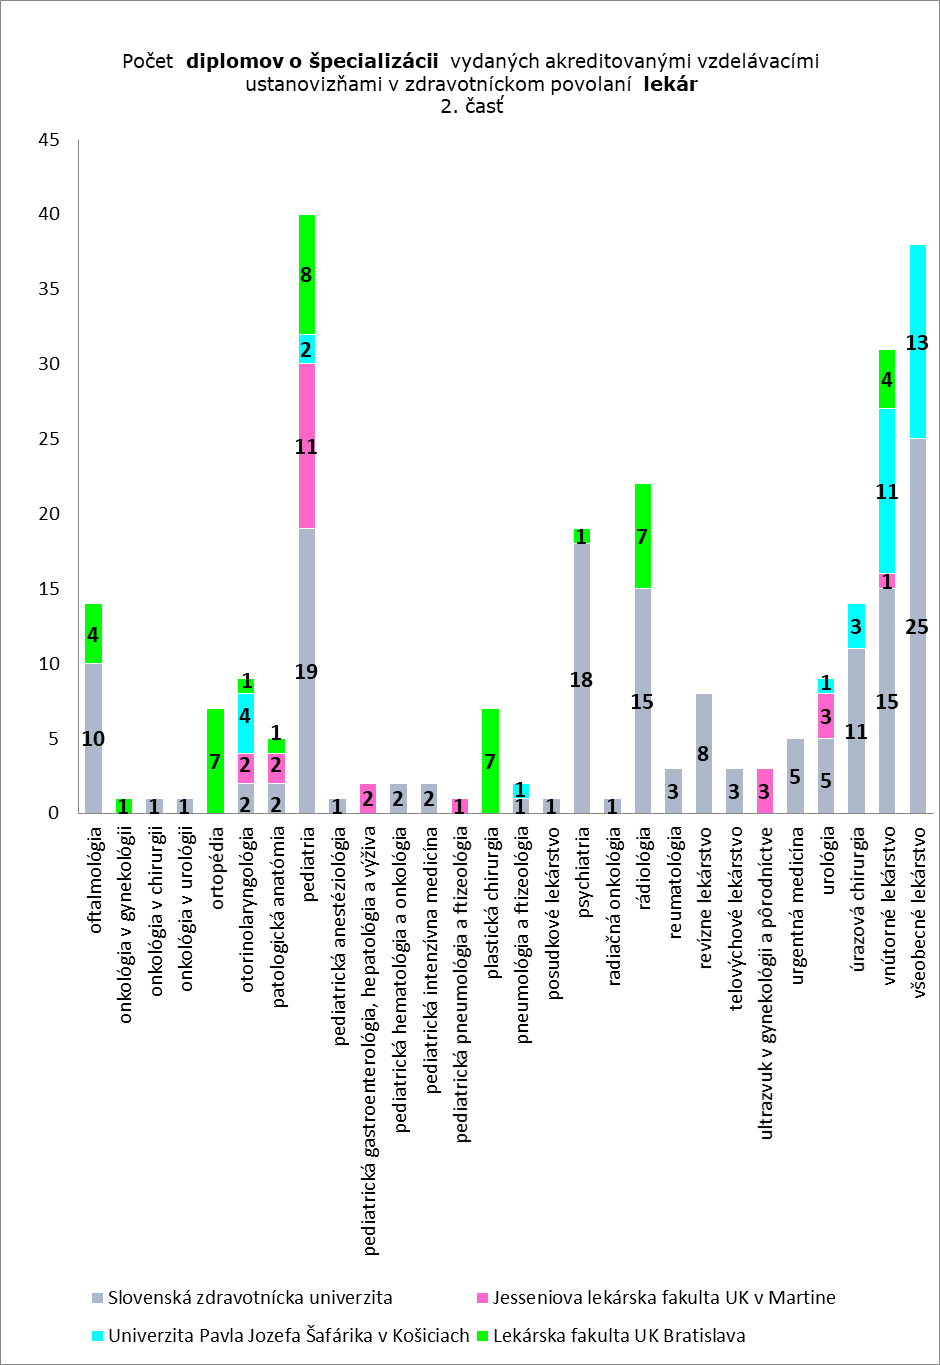 Počet diplomov o špecializácii vydaných akreditovanými vzdelávacími
ustanovizňami v zdravotníckom povolaní lekár
2. časť
45
40
35
30
25
20
15
10
5
0
4
10
1
1
1
7
1
4
2
2
1
2
2
8
2
11
19
1
2
2
2
1
7
1
1
1
1
18
1
7
15
3
8
3
3
5
1
3
5
3
11
4
11
1
15
13
25
oftalmológia
onkológia v gynekológii
onkológia v chirurgii
onkológia v urológii
ortopédia
otorinolaryngológia
patologická anatómia
pediatria
pediatrická anestéziológia
pediatrická gastroenterológia, hepatológia a výživa
pediatrická hematológia a onkológia
pediatrická intenzívna medicína
pediatrická pneumológia a ftizeológia
plastická chirurgia
pneumológia a ftizeológia
posudkové lekárstvo
psychiatria
radiačná onkológia
rádiológia
reumatológia
revízne lekárstvo
telovýchove lekárstvo
ultrazvuk v gynekológii a pôrodníctve
urgentná medicína
urológia
úrazová chirurgia
vnútorné lekárstvo
všeobecné lekárstvo
Slovenská zdravotnícka univerzita
Jesseniova lekárska fakulta UK v Martine
Univerzita Pavla Jozefa Šafárika v Košiciach
Lekárska fakulta UK Bratislava